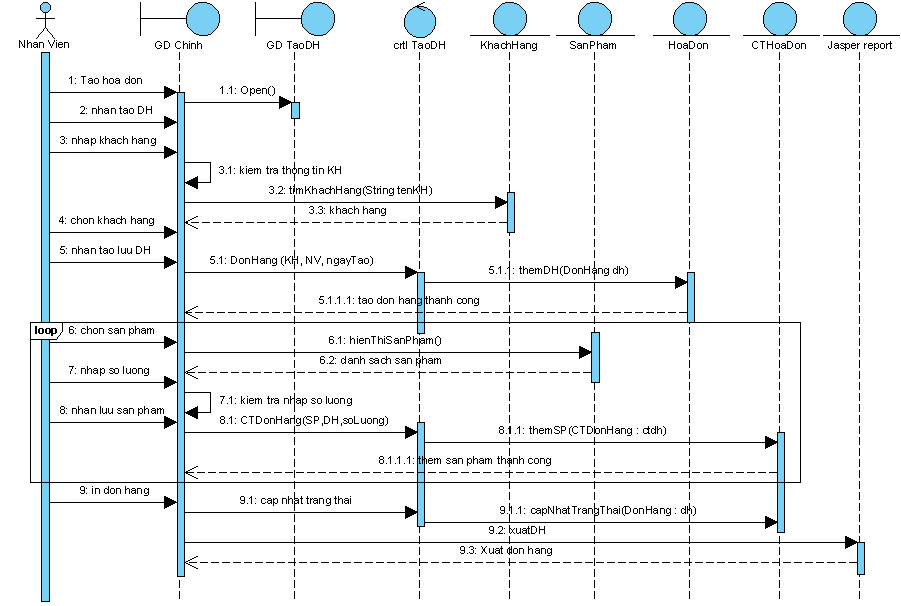 Nhan Vien
GD Chinh
GD TaoDH
crtl TaoDH
KhachHang
SanPham
HoaDon
CTHoaDon
Jasper report
1: Tao hoa don
1.1: Open()
2: nhan tao DH
3: nhap khach hang
3.1: kiem tra thong tin KH
3.2: timKhachHang(String tenKH)
3.3: khach hang
4: chon khach hang
5: nhan tao luu DH
5.1: DonHang (KH, NV, ngayTao)
5.1.1: themDH(DonHang dh)
5.1.1.1: tao don hang thanh cong
loop
6: chon san pham
6.1: hienThiSanPham()
6.2: danh sach san pham
7: nhap so luong
7.1: kiem tra nhap so luong
8: nhan luu san pham
8.1: CTDonHang(SP,DH,soLuong)
8.1.1: themSP(CTDonHang : ctdh)
8.1.1.1: them san pham thanh cong
9: in don hang
9.1: cap nhat trang thai
9.1.1: capNhatTrangThai(DonHang : dh)
9.2: xuatDH
9.3: Xuat don hang